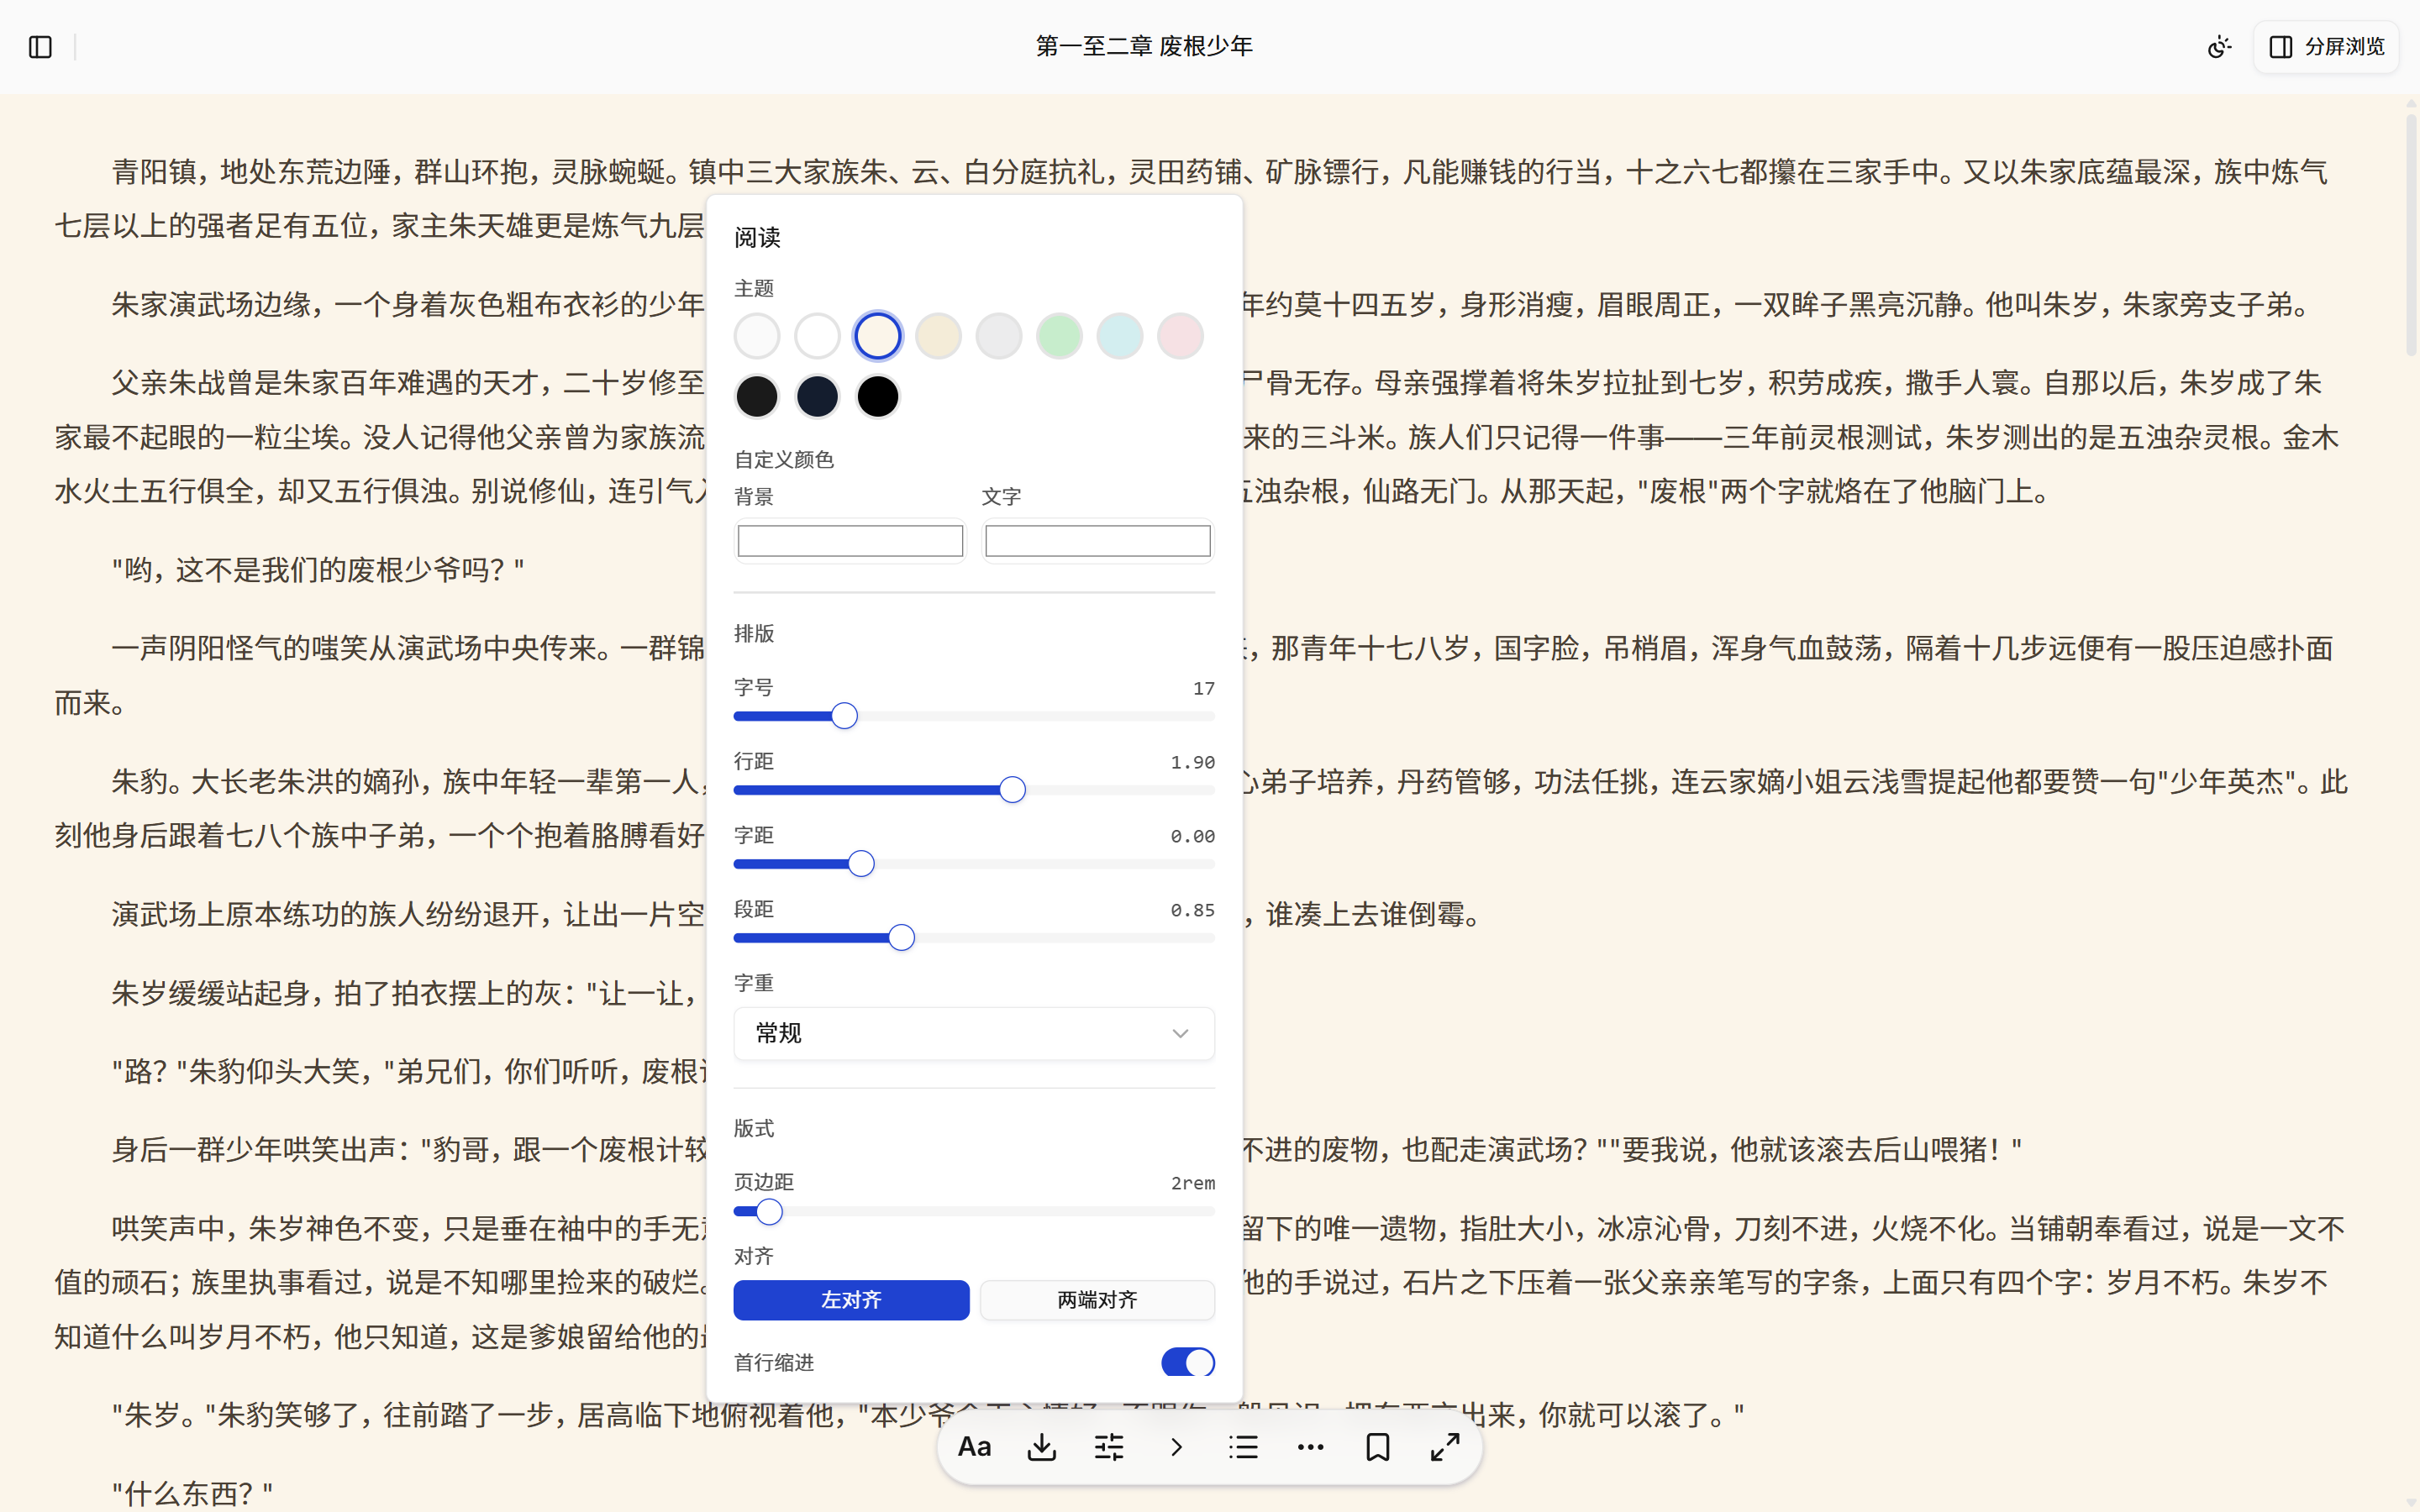 第一至二章 废根少年
分屏浏览
青阳镇，地处东荒边陲，群山环抱，灵脉蜿蜒。镇中三大家族朱、云、白分庭抗礼，灵田药铺、矿脉镖行，凡能赚钱的行当，十之六七都攥在三家手中。又以朱家底蕴最深，族中炼气
七层以上的强者足有五位，家主朱天雄更是炼气九层
朱家演武场边缘，一个身着灰色粗布衣衫的少年
年约莫十四五岁，身形消瘦，眉眼周正，一双眸子黑亮沉静。他叫朱岁，朱家旁支子弟。
父亲朱战曾是朱家百年难遇的天才，二十岁修至
尸骨无存。母亲强撑着将朱岁拉扯到七岁，积劳成疾，撒手人寰。自那以后，朱岁成了朱
家最不起眼的一粒尘埃。没人记得他父亲曾为家族流
来的三斗米。族人们只记得一件事——三年前灵根测试，朱岁测出的是五浊杂灵根。金木
水火土五行俱全，却又五行俱浊。别说修仙，连引气
五浊杂根，仙路无门。从那天起，"废根"两个字就烙在了他脑门上。
"哟，这不是我们的废根少爷吗？"
一声阴阳怪气的嗤笑从演武场中央传来。一群锦
，那青年十七八岁，国字脸，吊梢眉，浑身气血鼓荡，隔着十几步远便有一股压迫感扑面
而来。
朱豹。大长老朱洪的嫡孙，族中年轻一辈第一人，
心弟子培养，丹药管够，功法任挑，连云家嫡小姐云浅雪提起他都要赞一句"少年英杰"。此
刻他身后跟着七八个族中子弟，一个个抱着胳膊看好
演武场上原本练功的族人纷纷退开，让出一片空
，谁凑上去谁倒霉。
朱岁缓缓站起身，拍了拍衣摆上的灰："让一让，
"路？"朱豹仰头大笑，"弟兄们，你们听听，废根
身后一群少年哄笑出声："豹哥，跟一个废根计较
不进的废物，也配走演武场？""要我说，他就该滚去后山喂猪！"
哄笑声中，朱岁神色不变，只是垂在袖中的手无
留下的唯一遗物，指肚大小，冰凉沁骨，刀刻不进，火烧不化。当铺朝奉看过，说是一文不
值的顽石；族里执事看过，说是不知哪里捡来的破烂。
他的手说过，石片之下压着一张父亲亲笔写的字条，上面只有四个字：岁月不朽。朱岁不
知道什么叫岁月不朽，他只知道，这是爹娘留给他的
"朱岁。"朱豹笑够了，往前踏了一步，居高临下地俯视着他，"本少爷
出来，你就可以滚了。"
"什么东西？"
阅读
主题
自定义颜色
背景
文字
排版
字号
17
行距
1.90
字距
0.00
段距
0.85
字重
常规
版式
页边距
2rem
对齐
左对齐
两端对齐
首行缩进
Aa